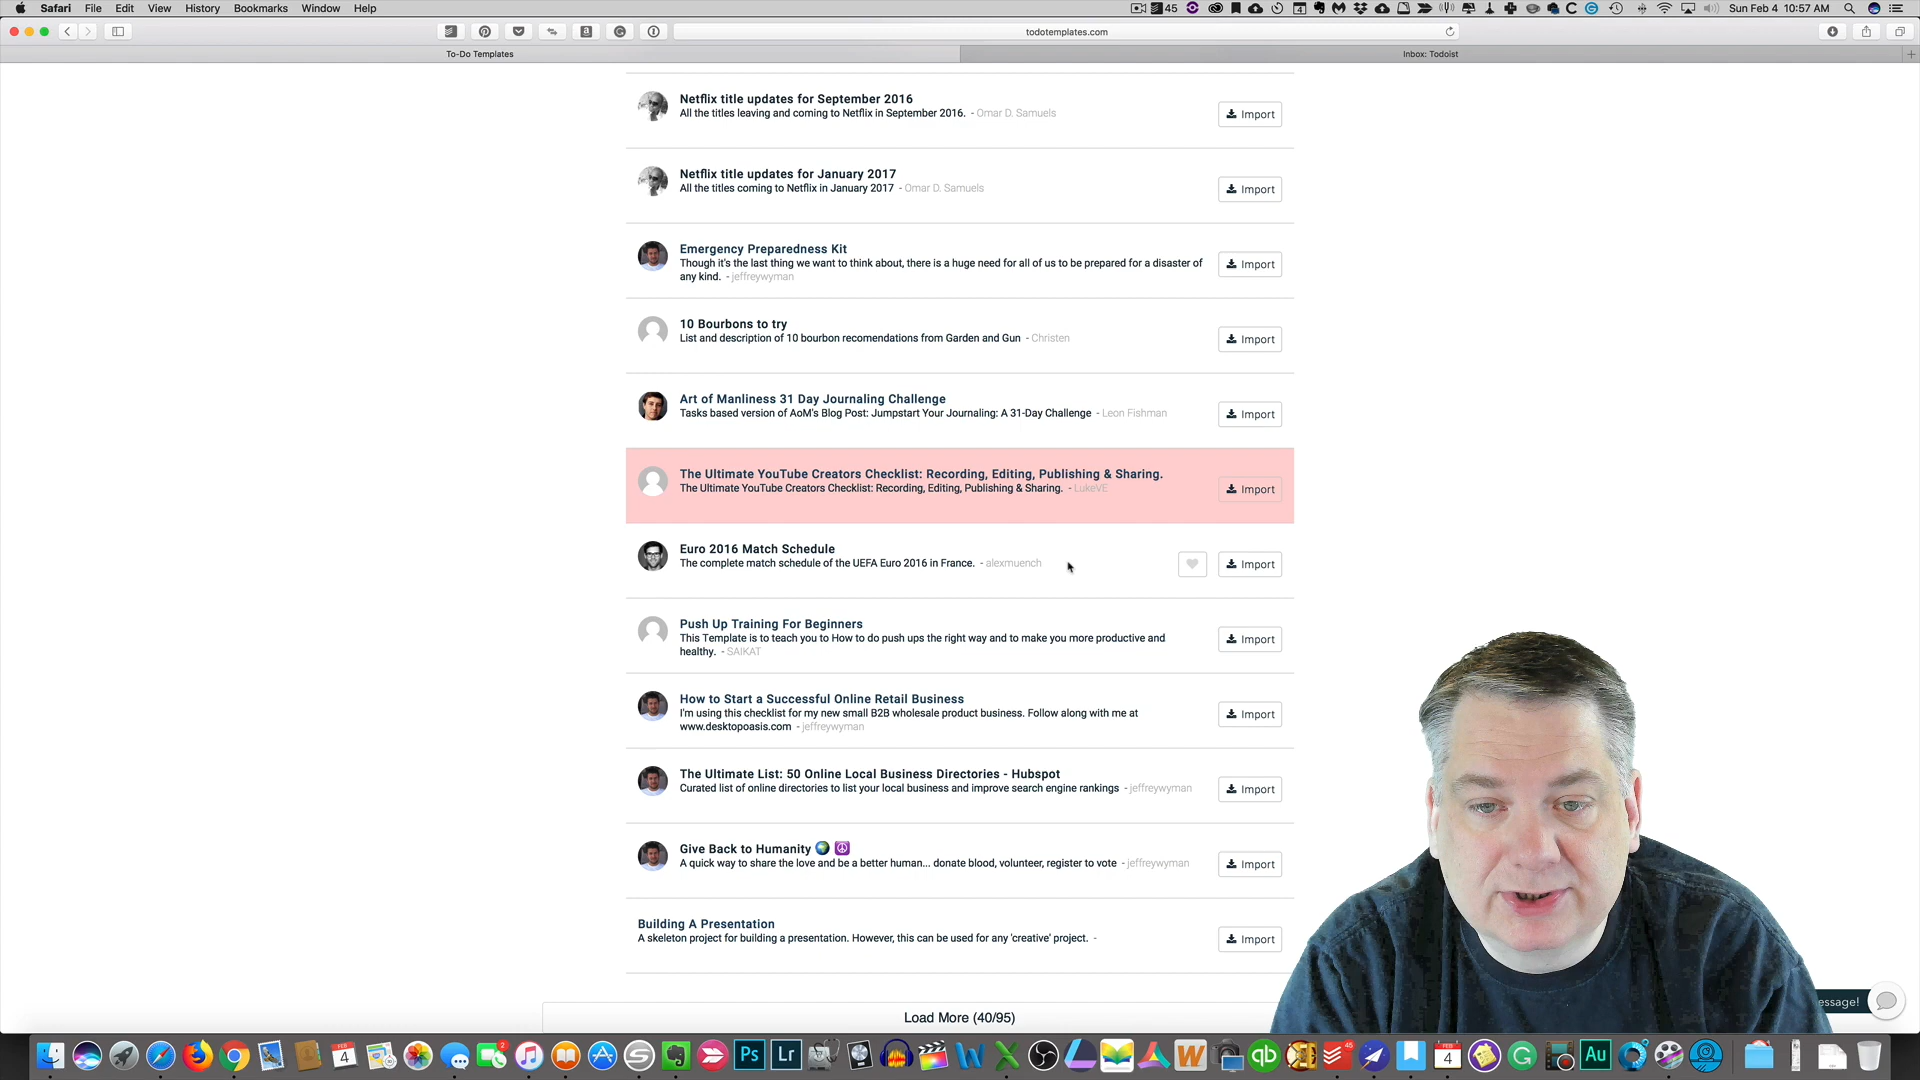 Safari File Edit View History Bookmarks Window Help 45 Sun Feb 4 10:57 AM
todotemplates.com
To-Do Templates Inbox: Todoist
Netflix title updates for September 2016
All the titles leaving and coming to Netflix in September 2016. - Omar D. Samuels
Import
Netflix title updates for January 2017
All the titles coming to Netflix in January 2017 - Omar D. Samuels
Import
Emergency Preparedness Kit
Though it's the last thing we want to think about, there is a huge need for all of us to be prepared for a disaster of
any kind. - jeffreywyman
Import
10 Bourbons to try
List and description of 10 bourbon recomendations from Garden and Gun - Christen
Import
Art of Manliness 31 Day Journaling Challenge
Tasks based version of AoM's Blog Post: Jumpstart Your Journaling: A 31-Day Challenge - Leon Fishman
Import
The Ultimate YouTube Creators Checklist: Recording, Editing, Publishing & Sharing.
The Ultimate YouTube Creators Checklist: Recording, Editing, Publishing & Sharing. - LukeVE
Import
Euro 2016 Match Schedule
The complete match schedule of the UEFA Euro 2016 in France. - alexmuench
Import
Push Up Training For Beginners
This Template is to teach you to How to do push ups the right way and to make you more productive and
healthy. - SAIKAT
Import
How to Start a Successful Online Retail Business
I'm using this checklist for my new small B2B wholesale product business. Follow along with me at
www.desktopoasis.com - jeffreywyman
Import
The Ultimate List: 50 Online Local Business Directories - Hubspot
Curated list of online directories to list your local business and improve search engine rankings - jeffreywyman
Import
Give Back to Humanity 🌍 ☮
A quick way to share the love and be a better human... donate blood, volunteer, register to vote - jeffreywyman
Import
Building A Presentation
A skeleton project for building a presentation. However, this can be used for any 'creative' project. -
Import
essage!
Load More (40/95)
FEB 4 2 Ps Lr W qb 45 FEB 4 Au